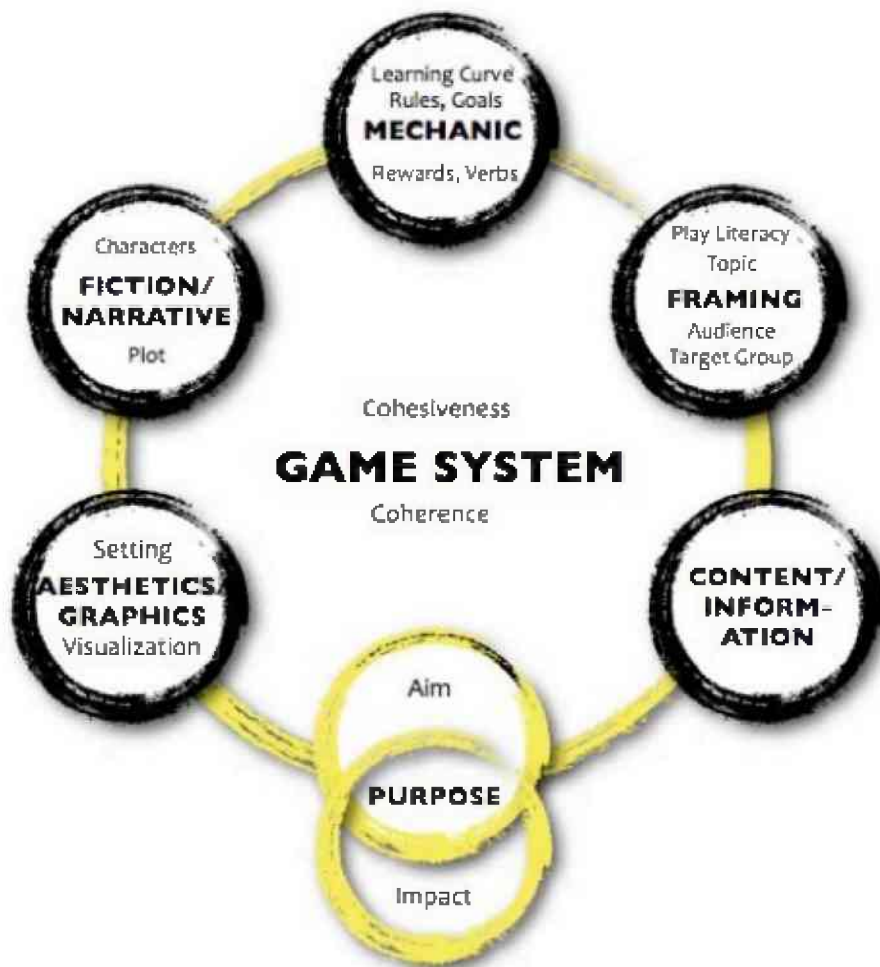 Learning Curve
Rules, Goals
MECHANIC
Rewards, Verbs
Characters
FICTION/
NARRATIVE
Plot
Play Literacy
Topic
FRAMING
Audience
Target Group
Cohesiveness
GAME SYSTEM
Coherence
Setting
AESTHETICS/
GRAPHICS
Visualization
CONTENT/
INFORM-
ATION
Aim
PURPOSE
Impact